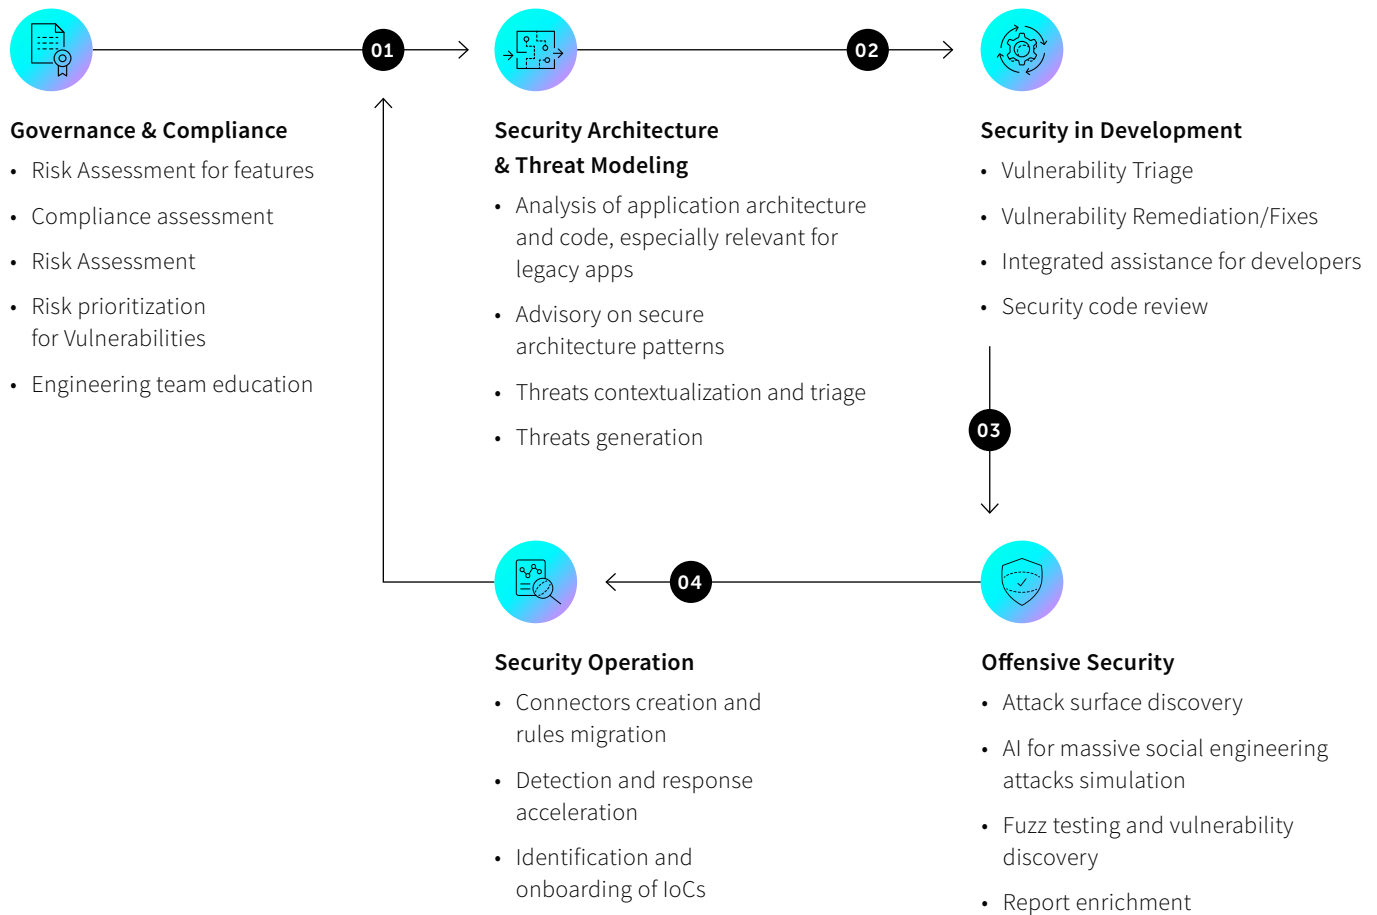 01
02
Governance & Compliance
• Risk Assessment for features
• Compliance assessment
• Risk Assessment
• Risk prioritization
for Vulnerabilities
• Engineering team education
Security Architecture
& Threat Modeling
• Analysis of application architecture
and code, especially relevant for
legacy apps
• Advisory on secure
architecture patterns
• Threats contextualization and triage
• Threats generation
Security in Development
• Vulnerability Triage
• Vulnerability Remediation/Fixes
• Integrated assistance for developers
• Security code review
03
04
Security Operation
• Connectors creation and
rules migration
• Detection and response
acceleration
• Identification and
onboarding of IoCs
Offensive Security
• Attack surface discovery
• AI for massive social engineering
attacks simulation
• Fuzz testing and vulnerability
discovery
• Report enrichment